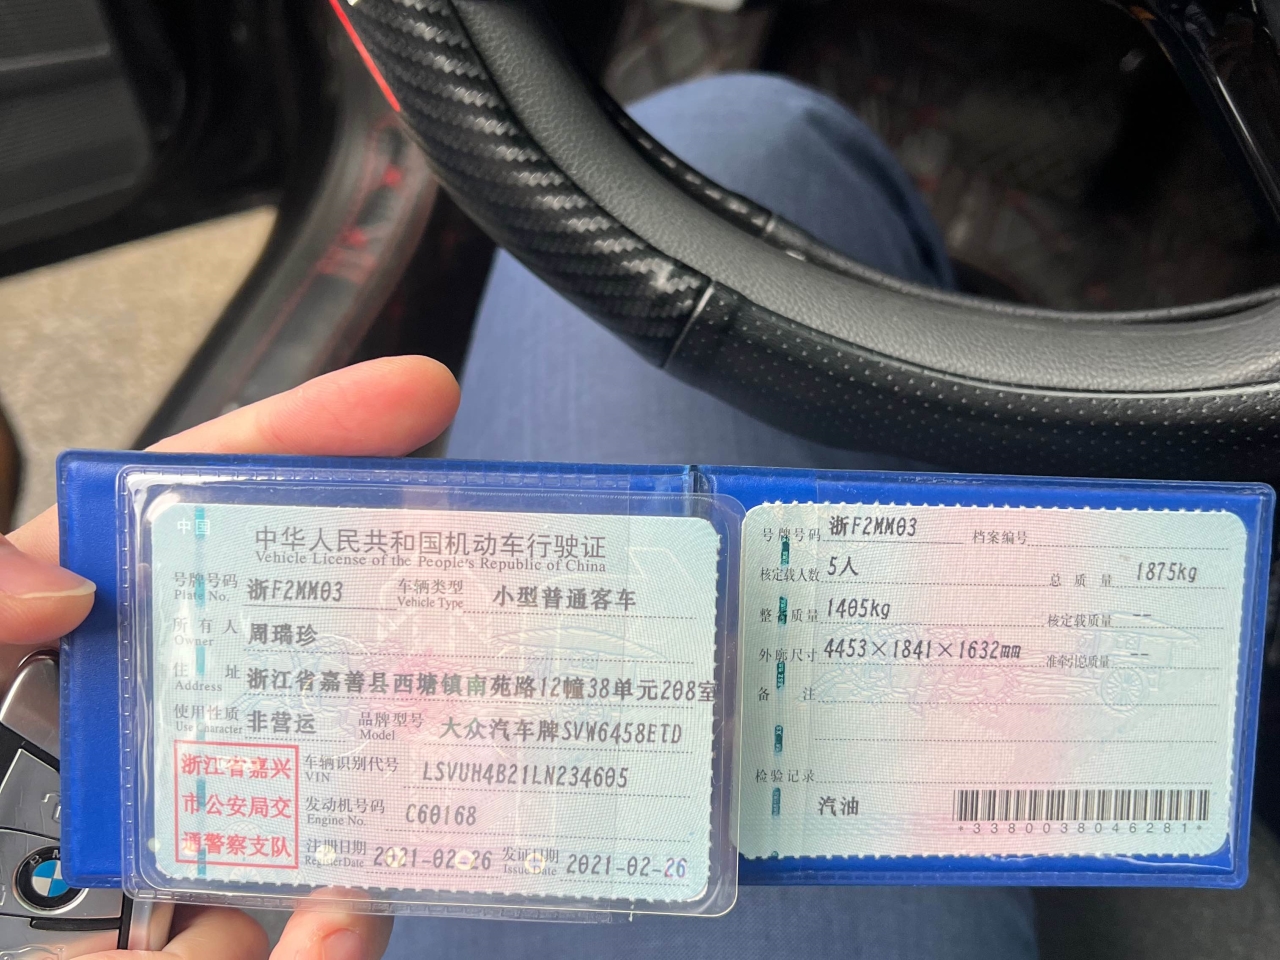 中国
中华人民共和国机动车行驶证
Vehicle License of the People's Republic of China
号牌号码 浙F2MM03 车辆类型 小型普通客车
Plate No. Vehicle Type
所有人 周瑞珍
Owner
住址 浙江省嘉善县西塘镇南苑路12幢38单元208室
Address
使用性质 非营运 品牌型号 大众汽车牌SVW6458ETD
Use Character Model
浙江省嘉兴
市公安局交
通警察支队
车辆识别代号 LSVUH4B21LN234605
VIN
发动机号码 C60168
Engine No.
注册日期 2021-02-26 发证日期 2021-02-26
Register Date Issue Date
号牌号码 浙F2MM03 档案编号
核定载人数 5人 总质量 1875kg
整备质量 1405kg 核定载质量 --
外廓尺寸 4453×1841×1632mm 准牵引总质量 --
备注
检验记录
汽油
*3380038046281*